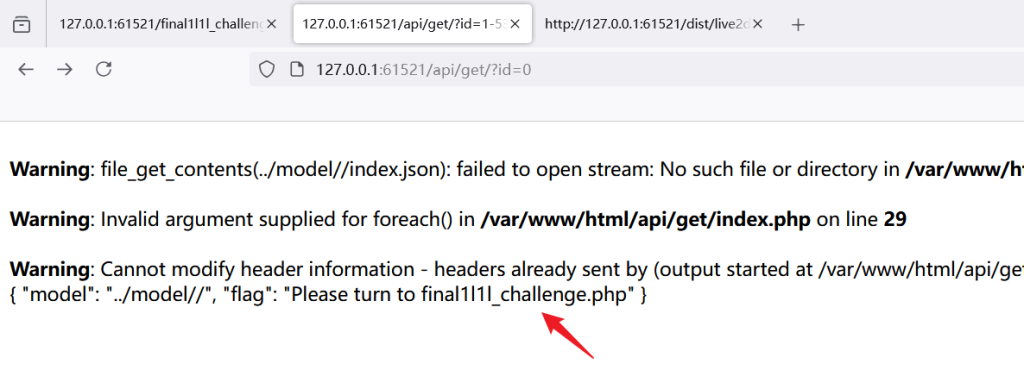 127.0.0.1:61521/final1l1l_challeng
127.0.0.1:61521/api/get/?id=1-5
http://127.0.0.1:61521/dist/live2d
127.0.0.1:61521/api/get/?id=0
Warning: file_get_contents(../model//index.json): failed to open stream: No such file or directory in /var/www/h
Warning: Invalid argument supplied for foreach() in /var/www/html/api/get/index.php on line 29
Warning: Cannot modify header information - headers already sent by (output started at /var/www/html/api/ge
{ "model": "../model//", "flag": "Please turn to final1l1l_challenge.php" }